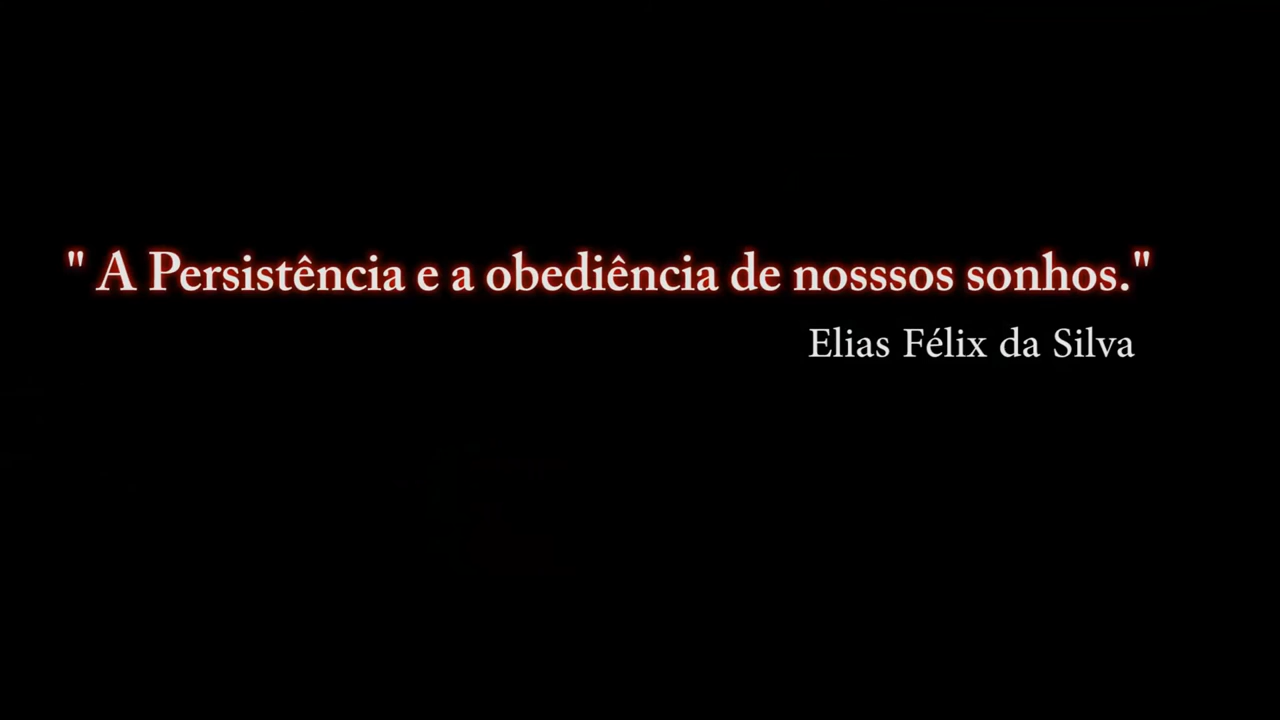 " A Persistência e a obediência de nosssos sonhos."
Elias Félix da Silva